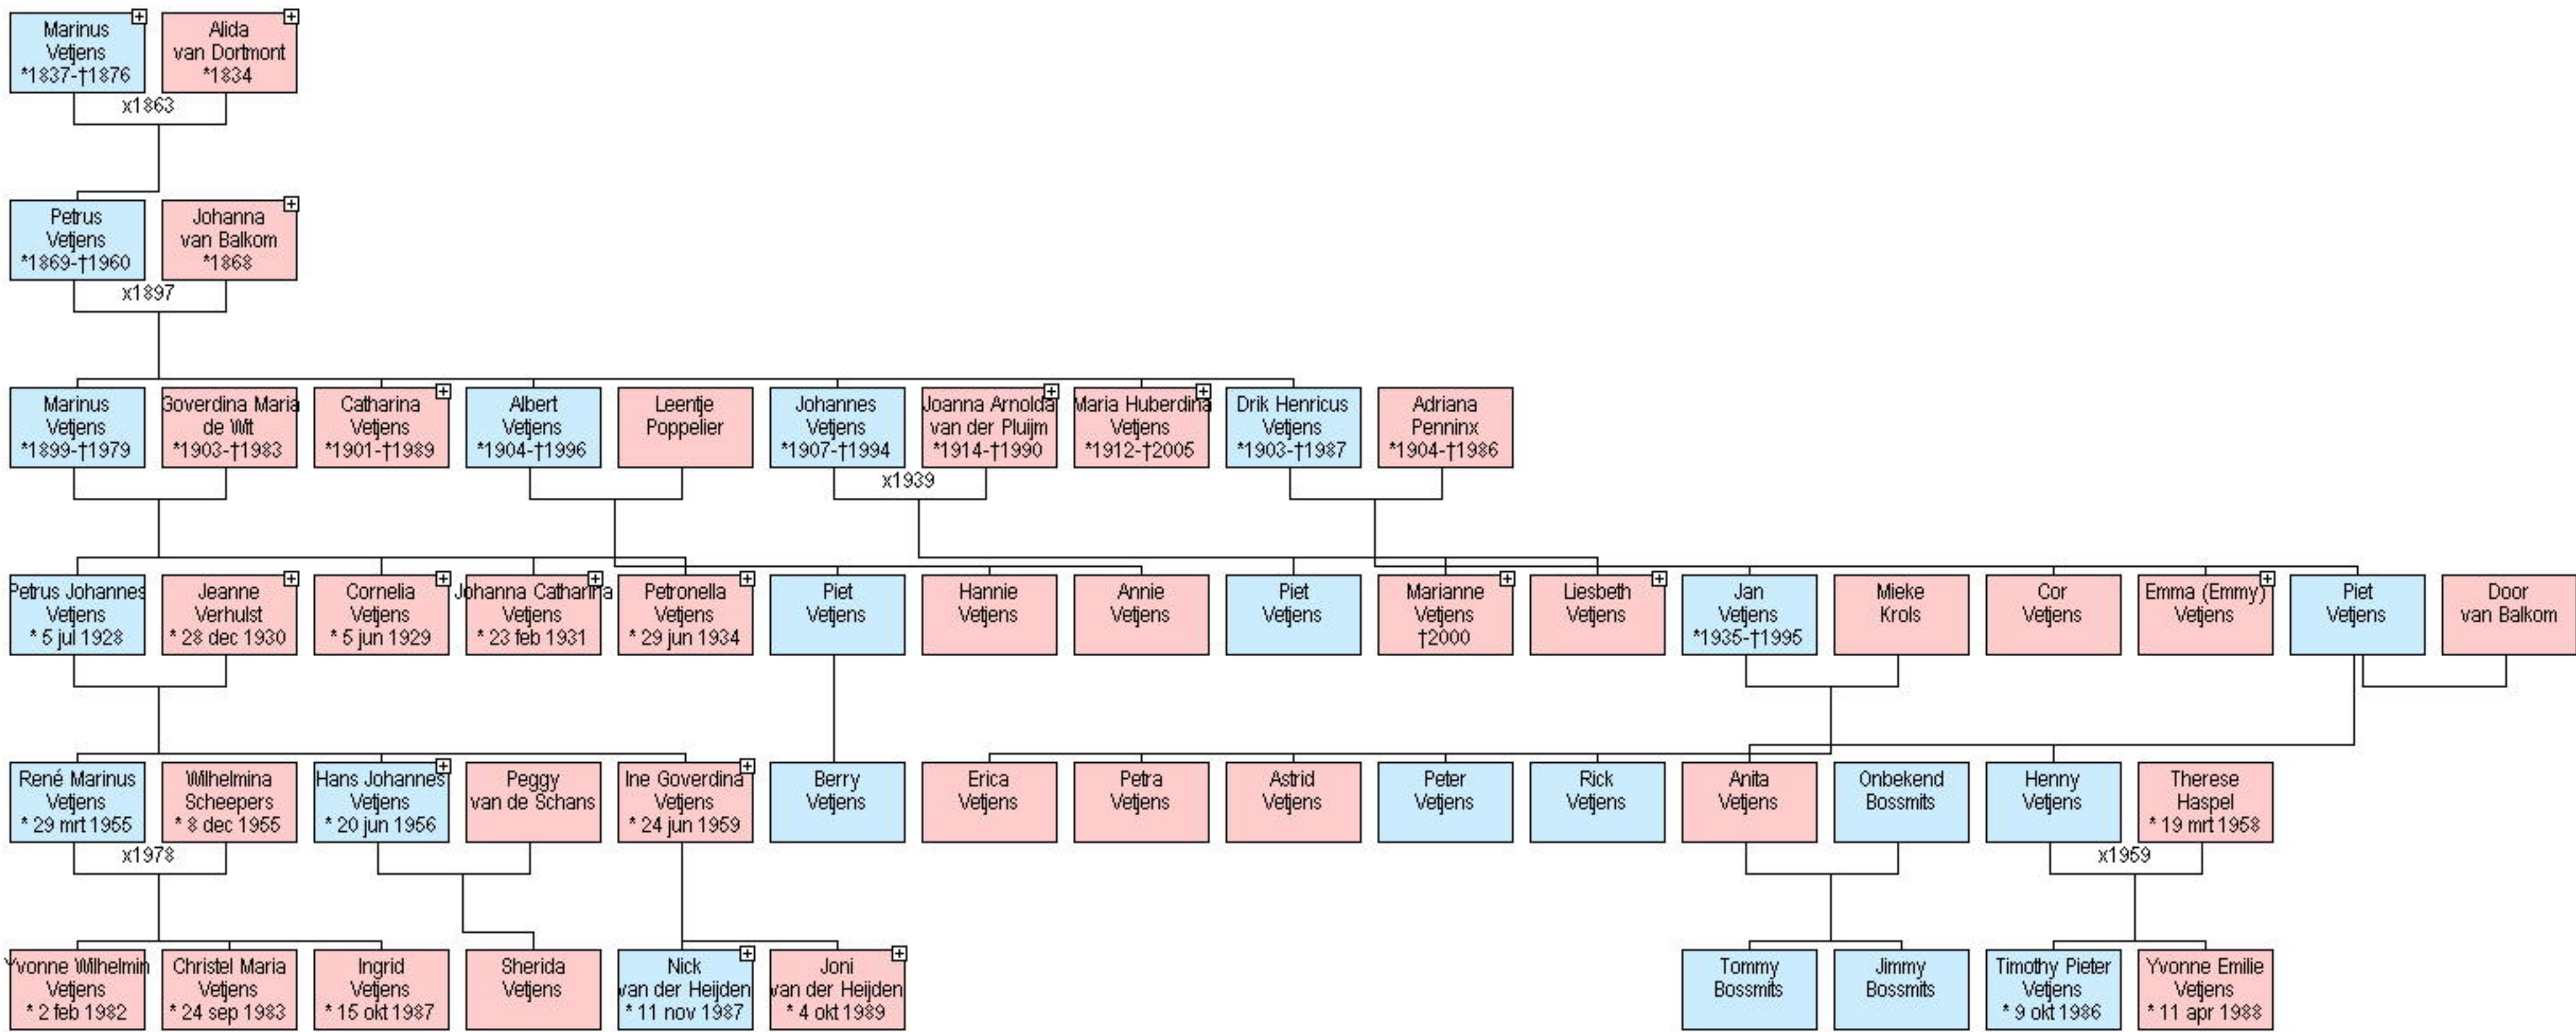 Marinus
Vetjens
*1837-†1876
Alida
van Dortmont
*1834
x1863
Petrus
Vetjens
*1869-†1960
Johanna
van Balkom
*1868
x1897
Marinus
Vetjens
*1899-†1979
Goverdina Maria
de Wit
*1903-†1983
Catharina
Vetjens
*1901-†1989
Albert
Vetjens
*1904-†1996
Leentje
Poppelier
Johannes
Vetjens
*1907-†1994
Joanna Arnolda
van der Pluijm
*1914-†1990
Maria Huberdina
Vetjens
*1912-†2005
Drik Henricus
Vetjens
*1903-†1987
Adriana
Penninx
*1904-†1986
x1939
Petrus Johannes
Vetjens
* 5 jul 1928
Jeanne
Verhulst
* 28 dec 1930
Cornelia
Vetjens
* 5 jun 1929
Johanna Catharina
Vetjens
* 23 feb 1931
Petronella
Vetjens
* 29 jun 1934
Piet
Vetjens
Hannie
Vetjens
Annie
Vetjens
Piet
Vetjens
Marianne
Vetjens
†2000
Liesbeth
Vetjens
Jan
Vetjens
*1935-†1995
Mieke
Krols
Cor
Vetjens
Emma (Emmy)
Vetjens
Piet
Vetjens
Door
van Balkom
René Marinus
Vetjens
* 29 mrt 1955
Wilhelmina
Scheepers
* 8 dec 1955
Hans Johannes
Vetjens
* 20 jun 1956
Peggy
van de Schans
Ine Goverdina
Vetjens
* 24 jun 1959
Berry
Vetjens
Erica
Vetjens
Petra
Vetjens
Astrid
Vetjens
Peter
Vetjens
Rick
Vetjens
Anita
Vetjens
Onbekend
Bossmits
Henny
Vetjens
Therese
Haspel
* 19 mrt 1958
x1978
x1959
Yvonne Wilhelmin
Vetjens
* 2 feb 1982
Christel Maria
Vetjens
* 24 sep 1983
Ingrid
Vetjens
* 15 okt 1987
Sherida
Vetjens
Nick
van der Heijden
* 11 nov 1987
Joni
van der Heijden
* 4 okt 1989
Tommy
Bossmits
Jimmy
Bossmits
Timothy Pieter
Vetjens
* 9 okt 1986
Yvonne Emilie
Vetjens
* 11 apr 1988